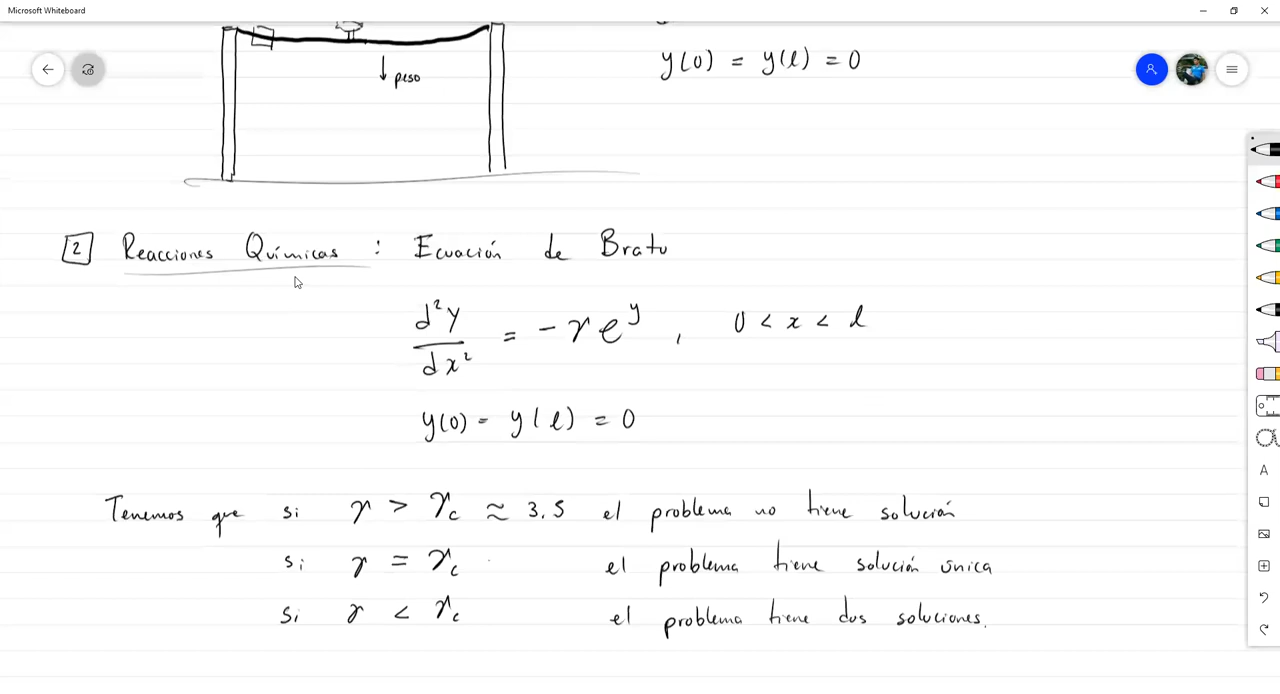 Microsoft Whiteboard
peso
y(0) = y(l) = 0
2 Reacciones Químicas : Ecuación de Bratu
d²y/dx² = -γe^y , 0 < x < l
y(0) = y(l) = 0
Tenemos que si γ > γc ≈ 3.5 el problema no tiene solución
si γ = γc el problema tiene solución única
si γ < γc el problema tiene dos soluciones.
A